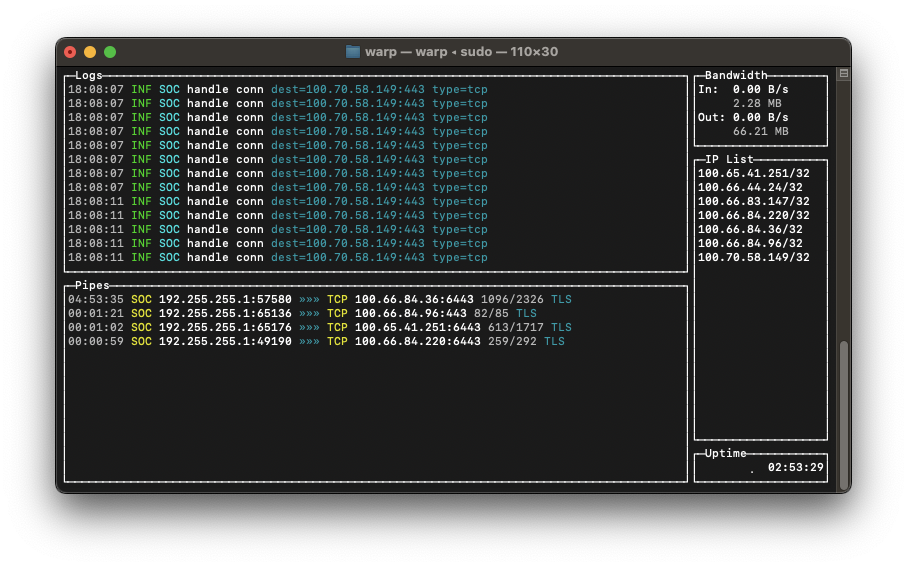 warp — warp ◂ sudo — 110×30
Logs
18:08:07 INF SOC handle conn dest=100.70.58.149:443 type=tcp
18:08:07 INF SOC handle conn dest=100.70.58.149:443 type=tcp
18:08:07 INF SOC handle conn dest=100.70.58.149:443 type=tcp
18:08:07 INF SOC handle conn dest=100.70.58.149:443 type=tcp
18:08:07 INF SOC handle conn dest=100.70.58.149:443 type=tcp
18:08:07 INF SOC handle conn dest=100.70.58.149:443 type=tcp
18:08:07 INF SOC handle conn dest=100.70.58.149:443 type=tcp
18:08:07 INF SOC handle conn dest=100.70.58.149:443 type=tcp
18:08:11 INF SOC handle conn dest=100.70.58.149:443 type=tcp
18:08:11 INF SOC handle conn dest=100.70.58.149:443 type=tcp
18:08:11 INF SOC handle conn dest=100.70.58.149:443 type=tcp
18:08:11 INF SOC handle conn dest=100.70.58.149:443 type=tcp
18:08:11 INF SOC handle conn dest=100.70.58.149:443 type=tcp
Pipes
04:53:35 SOC 192.255.255.1:57580 »»» TCP 100.66.84.36:6443 1096/2326 TLS
00:01:21 SOC 192.255.255.1:65136 »»» TCP 100.66.84.96:443 82/85 TLS
00:01:02 SOC 192.255.255.1:65176 »»» TCP 100.65.41.251:6443 613/1717 TLS
00:00:59 SOC 192.255.255.1:49190 »»» TCP 100.66.84.220:6443 259/292 TLS
Bandwidth
In: 0.00 B/s
2.28 MB
Out: 0.00 B/s
66.21 MB
IP List
100.65.41.251/32
100.66.44.24/32
100.66.83.147/32
100.66.84.220/32
100.66.84.36/32
100.66.84.96/32
100.70.58.149/32
Uptime
. 02:53:29